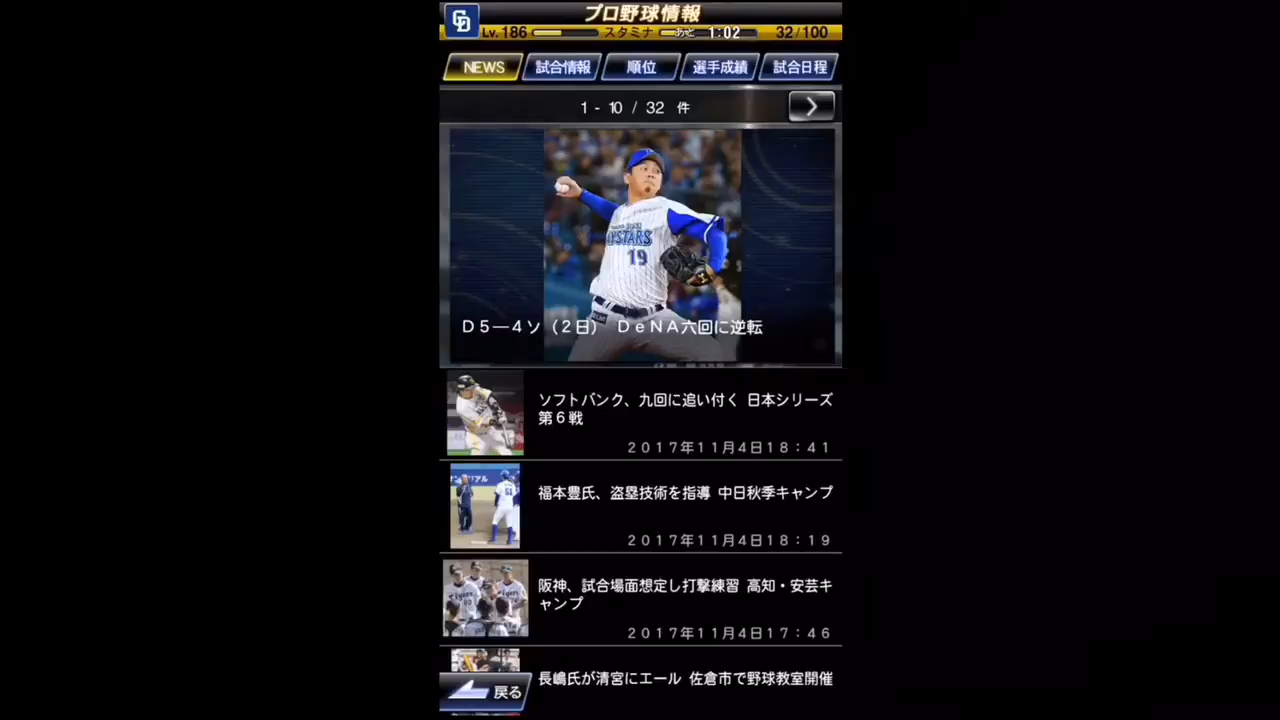 プロ野球情報
Lv.186 スタミナ あと 1:02 32/100
NEWS 試合情報 順位 選手成績 試合日程
1 - 10 / 32 件
YSTARS
19
D5―4ソ(2日) DeNA六回に逆転
ソフトバンク、九回に追い付く 日本シリーズ
第6戦
2017年11月4日18:41
福本豊氏、盗塁技術を指導 中日秋季キャンプ
2017年11月4日18:19
阪神、試合場面想定し打撃練習 高知・安芸キ
ャンプ
2017年11月4日17:46
長嶋氏が清宮にエール 佐倉市で野球教室開催
戻る